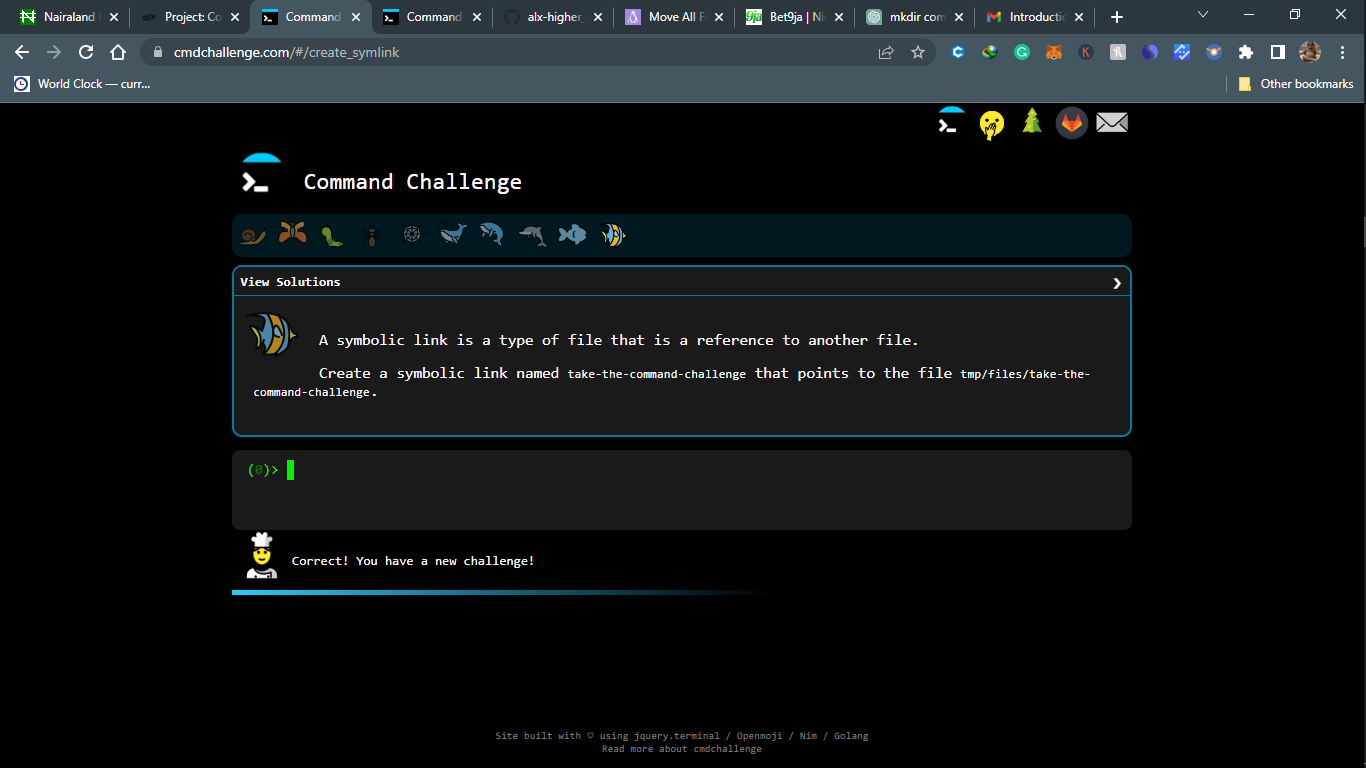 Nairaland
Project: Co
Command
Command
alx-higher_
Move All F
Bet9ja | Ni
mkdir com
Introductic
cmdchallenge.com/#/create_symlink
World Clock — curr...
Other bookmarks
Command Challenge
View Solutions
A symbolic link is a type of file that is a reference to another file.
Create a symbolic link named take-the-command-challenge that points to the file tmp/files/take-the-
command-challenge.
(0)>
Correct! You have a new challenge!
Site built with ♡ using jquery.terminal / Openmoji / Nim / Golang
Read more about cmdchallenge